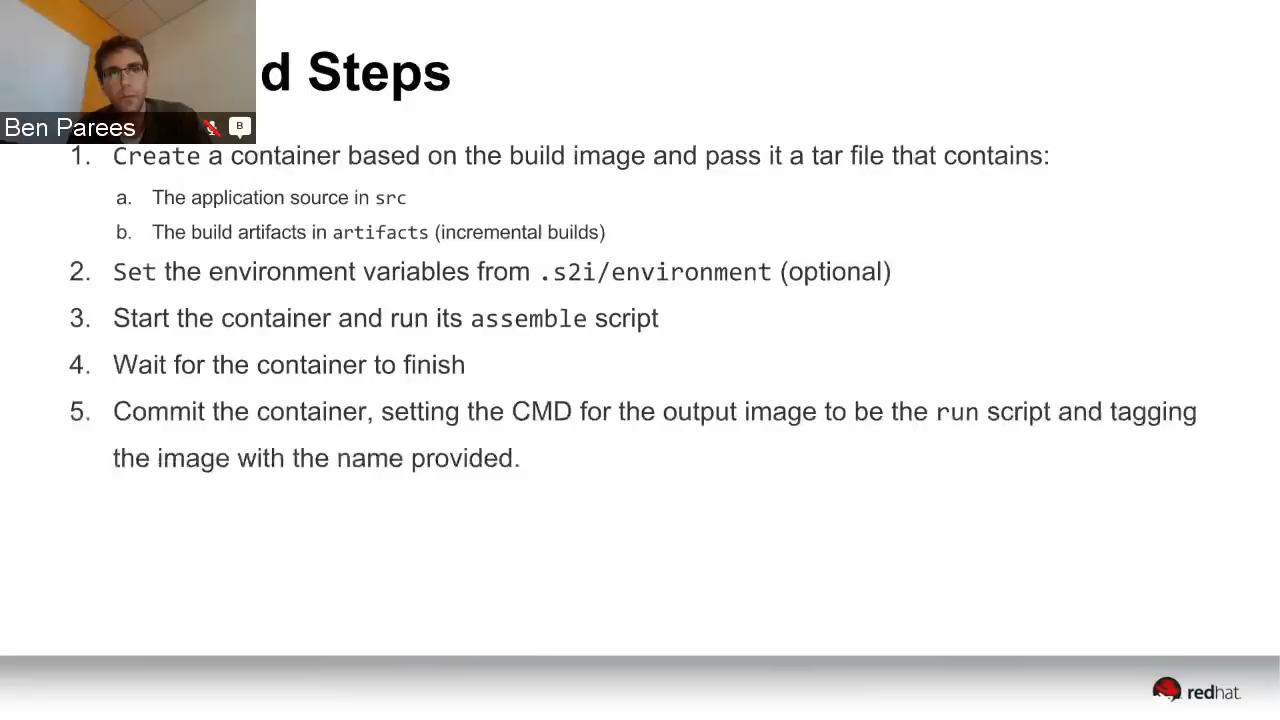 d Steps
Ben Parees
B
1. Create a container based on the build image and pass it a tar file that contains:
a. The application source in src
b. The build artifacts in artifacts (incremental builds)
2. Set the environment variables from .s2i/environment (optional)
3. Start the container and run its assemble script
4. Wait for the container to finish
5. Commit the container, setting the CMD for the output image to be the run script and tagging
the image with the name provided.
redhat.